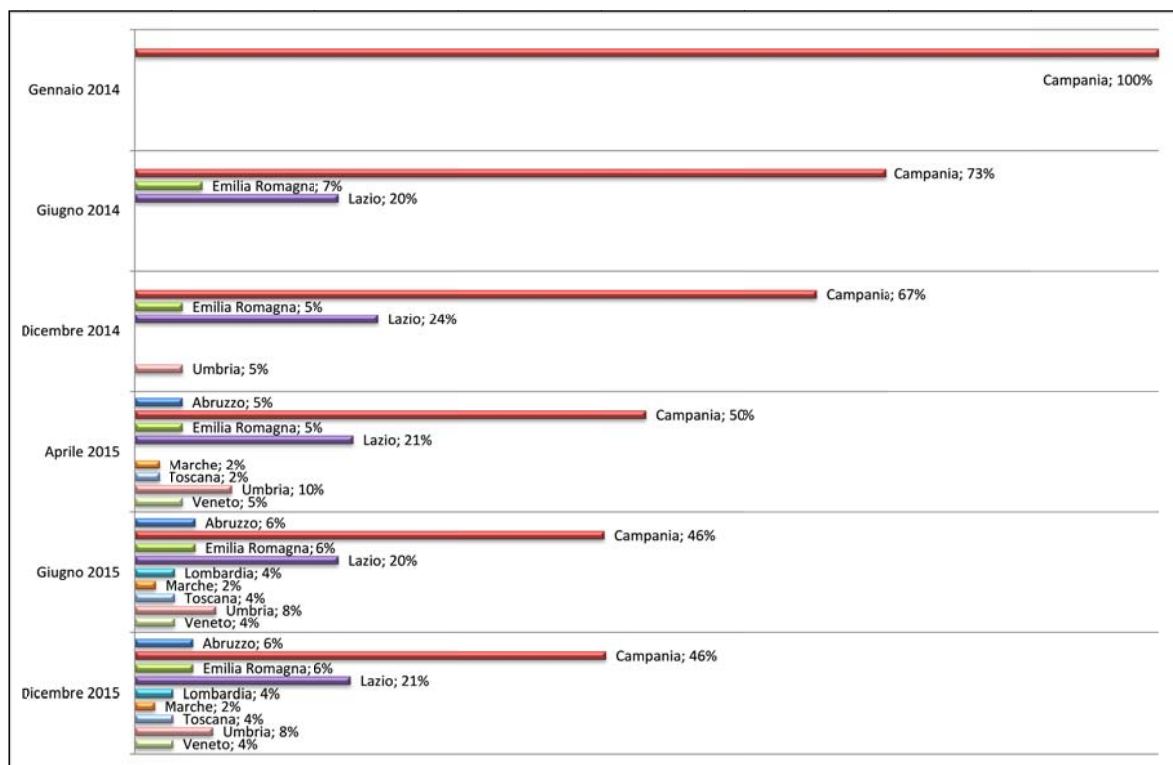 Gennaio 2014
Campania; 100%
Giugno 2014
Campania; 73%
Emilia Romagna; 7%
Lazio; 20%
Dicembre 2014
Campania; 67%
Emilia Romagna; 5%
Lazio; 24%
Umbria; 5%
Aprile 2015
Abruzzo; 5%
Campania; 50%
Emilia Romagna; 5%
Lazio; 21%
Marche; 2%
Toscana; 2%
Umbria; 10%
Veneto; 5%
Giugno 2015
Abruzzo; 6%
Campania; 46%
Emilia Romagna; 6%
Lazio; 20%
Lombardia; 4%
Marche; 2%
Toscana; 4%
Umbria; 8%
Veneto; 4%
Dicembre 2015
Abruzzo; 6%
Campania; 46%
Emilia Romagna; 6%
Lazio; 21%
Lombardia; 4%
Marche; 2%
Toscana; 4%
Umbria; 8%
Veneto; 4%